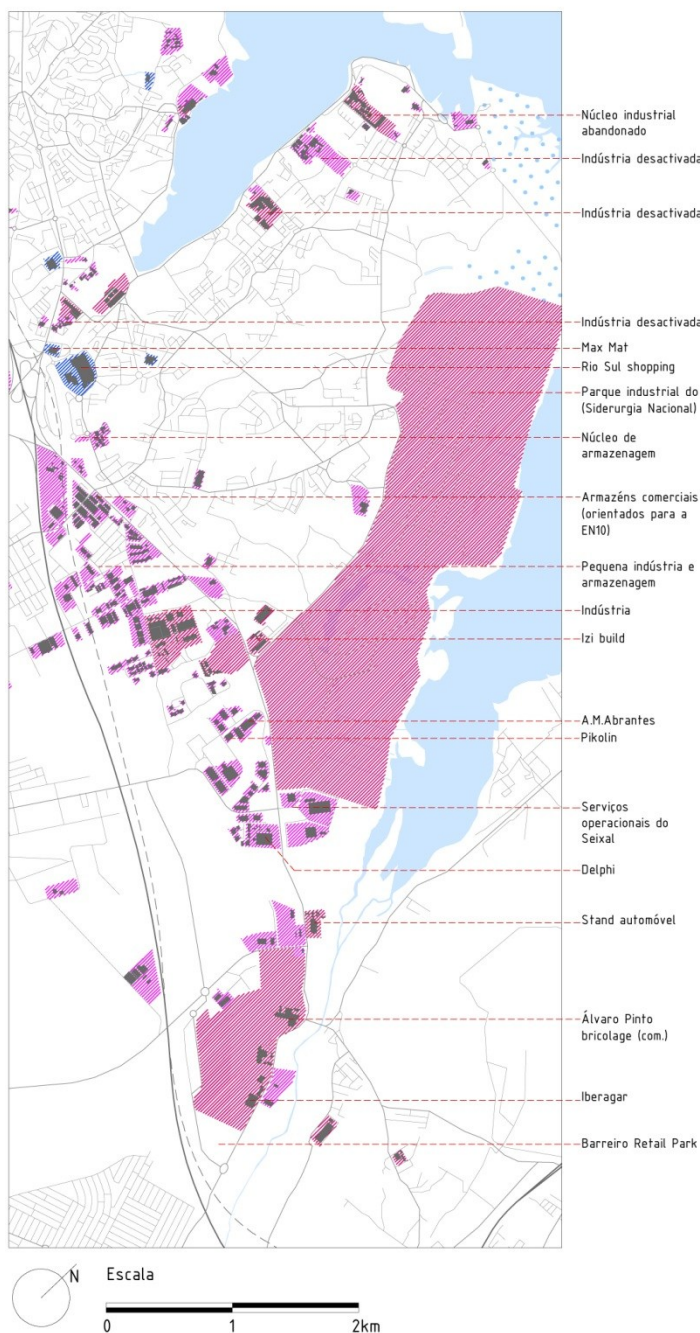 Núcleo industrial
abandonado
Indústria desactivada
Indústria desactivada
Indústria desactivada
Max Mat
Rio Sul shopping
Parque industrial do
(Siderurgia Nacional)
Núcleo de
armazenagem
Armazéns comerciais
(orientados para a
EN10)
Pequena indústria e
armazenagem
Indústria
Izi build
A.M.Abrantes
Pikolin
Serviços
operacionais do
Seixal
Delphi
Stand automóvel
Álvaro Pinto
bricolage (com.)
Iberagar
Barreiro Retail Park
N
Escala
0 1 2km